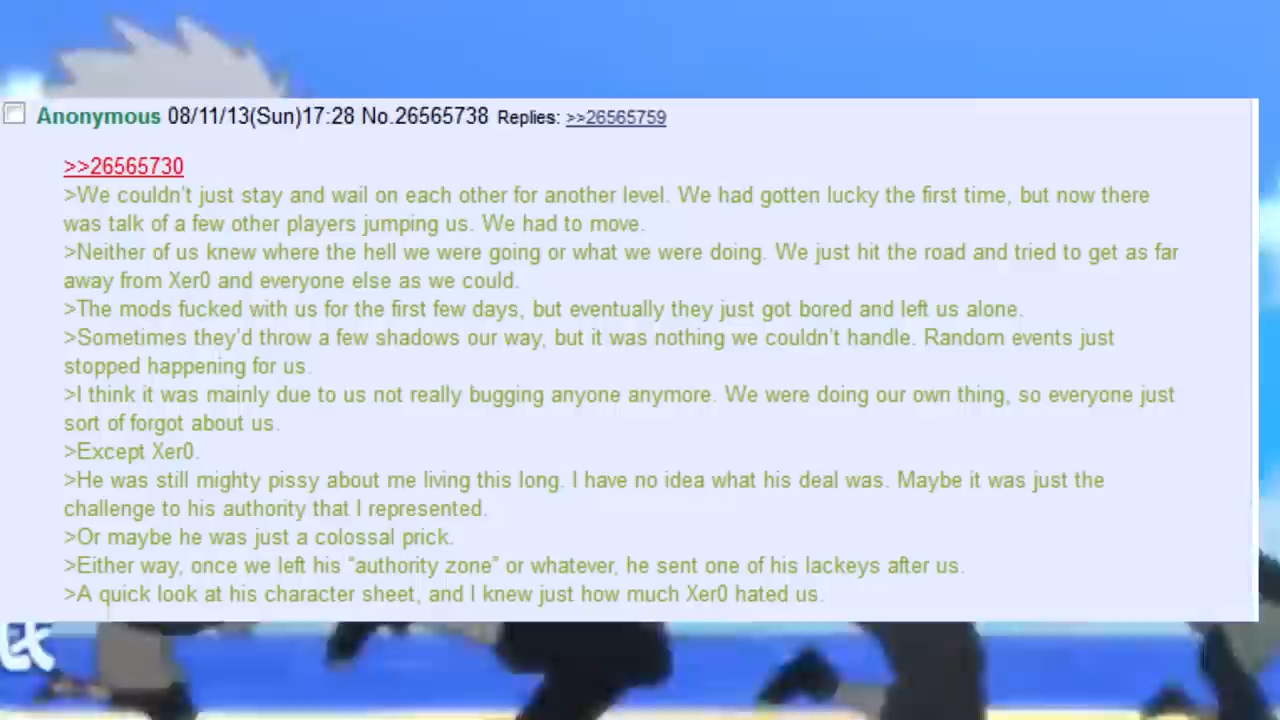 Anonymous 08/11/13(Sun)17:28 No.26565738 Replies: >>26565759
>>26565730
>We couldn't just stay and wail on each other for another level. We had gotten lucky the first time, but now there
was talk of a few other players jumping us. We had to move.
>Neither of us knew where the hell we were going or what we were doing. We just hit the road and tried to get as far
away from Xer0 and everyone else as we could.
>The mods fucked with us for the first few days, but eventually they just got bored and left us alone.
>Sometimes they'd throw a few shadows our way, but it was nothing we couldn't handle. Random events just
stopped happening for us.
>I think it was mainly due to us not really bugging anyone anymore. We were doing our own thing, so everyone just
sort of forgot about us.
>Except Xer0.
>He was still mighty pissy about me living this long. I have no idea what his deal was. Maybe it was just the
challenge to his authority that I represented.
>Or maybe he was just a colossal prick.
>Either way, once we left his “authority zone” or whatever, he sent one of his lackeys after us.
>A quick look at his character sheet, and I knew just how much Xer0 hated us.